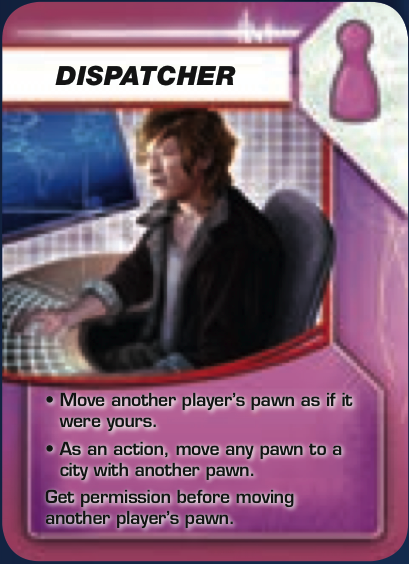 DISPATCHER
• Move another player's pawn as if it
were yours.
• As an action, move any pawn to a
city with another pawn.
Get permission before moving
another player's pawn.